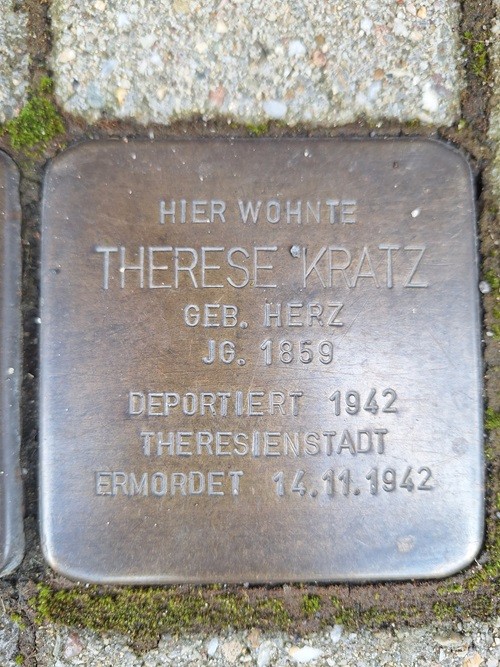 HIER WOHNTE
THERESE KRATZ
GEB. HERZ
JG. 1859
DEPORTIERT 1942
THERESIENSTADT
ERMORDET 14.11.1942